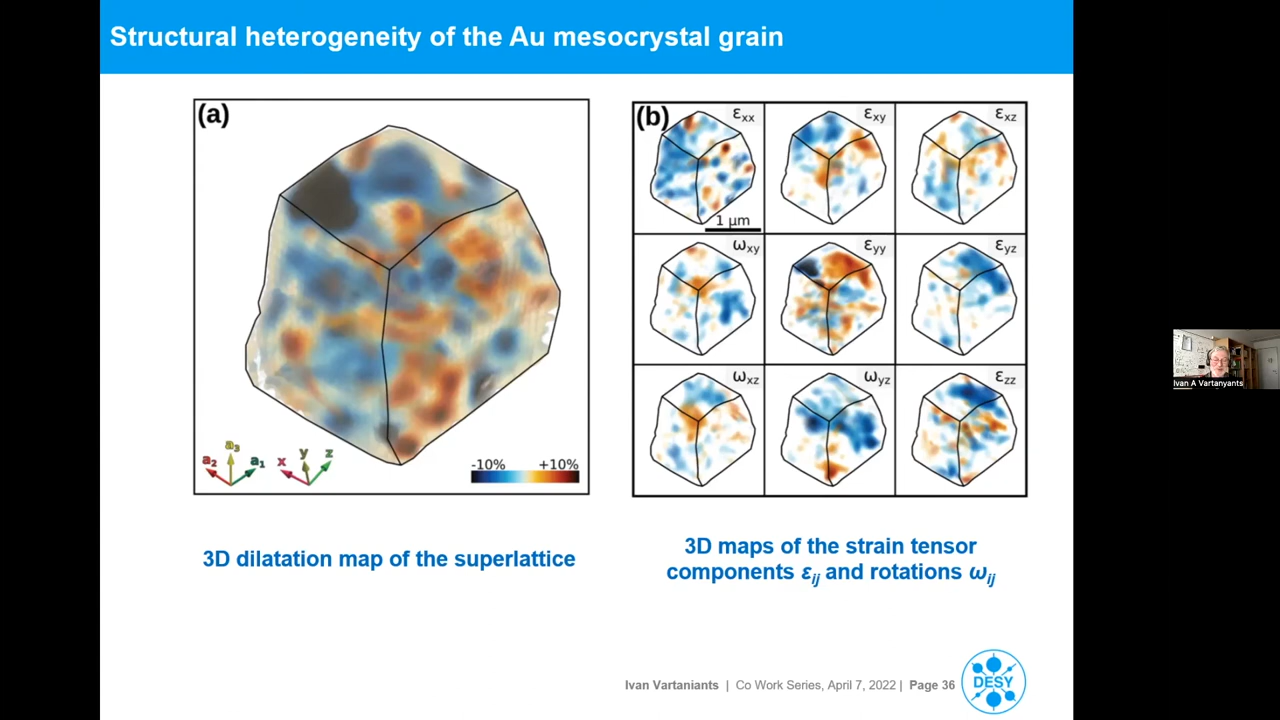 Structural heterogeneity of the Au mesocrystal grain
(a)
a₃
a₂
a₁
x
y
z
-10%
+10%
(b)
εxx
εxy
εxz
1 μm
ωxy
εyy
εyz
ωxz
ωyz
εzz
3D dilatation map of the superlattice
3D maps of the strain tensor
components εij and rotations ωij
Ivan Vartaniants | Co Work Series, April 7, 2022 | Page 36
DESY
Ivan A Vartanyants